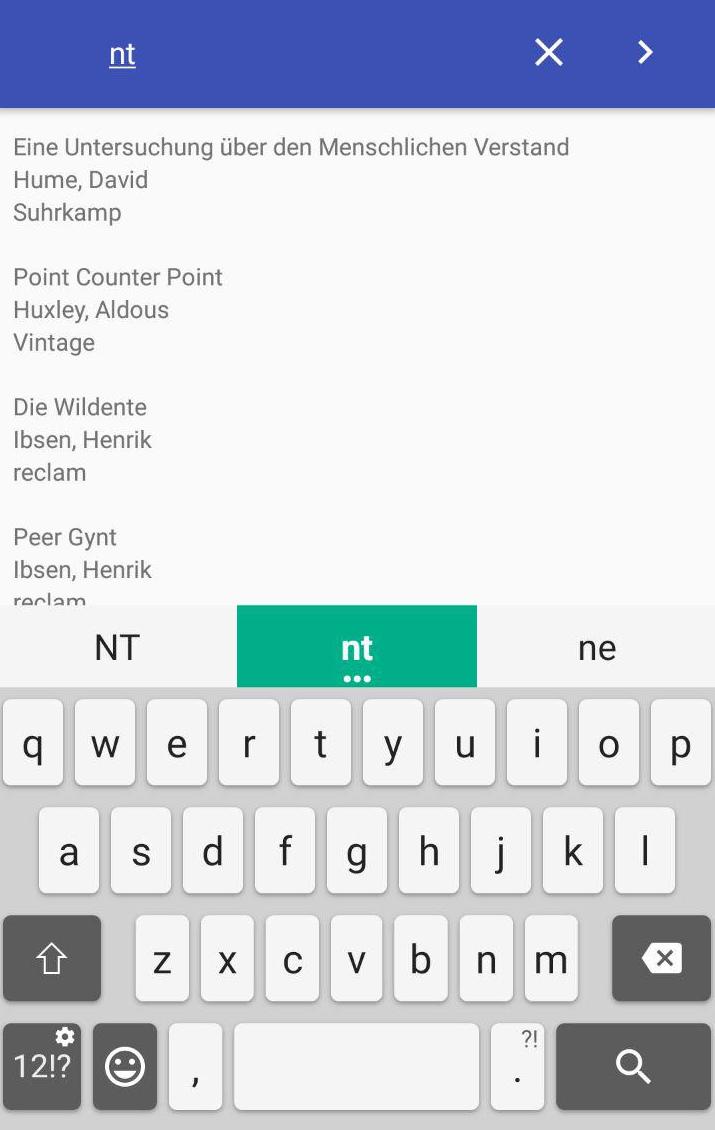 nt
Eine Untersuchung über den Menschlichen Verstand
Hume, David
Suhrkamp
Point Counter Point
Huxley, Aldous
Vintage
Die Wildente
Ibsen, Henrik
reclam
Peer Gynt
Ibsen, Henrik
reclam
NT nt ne
q w e r t y u i o p
a s d f g h j k l
z x c v b n m
12!? , ?! .